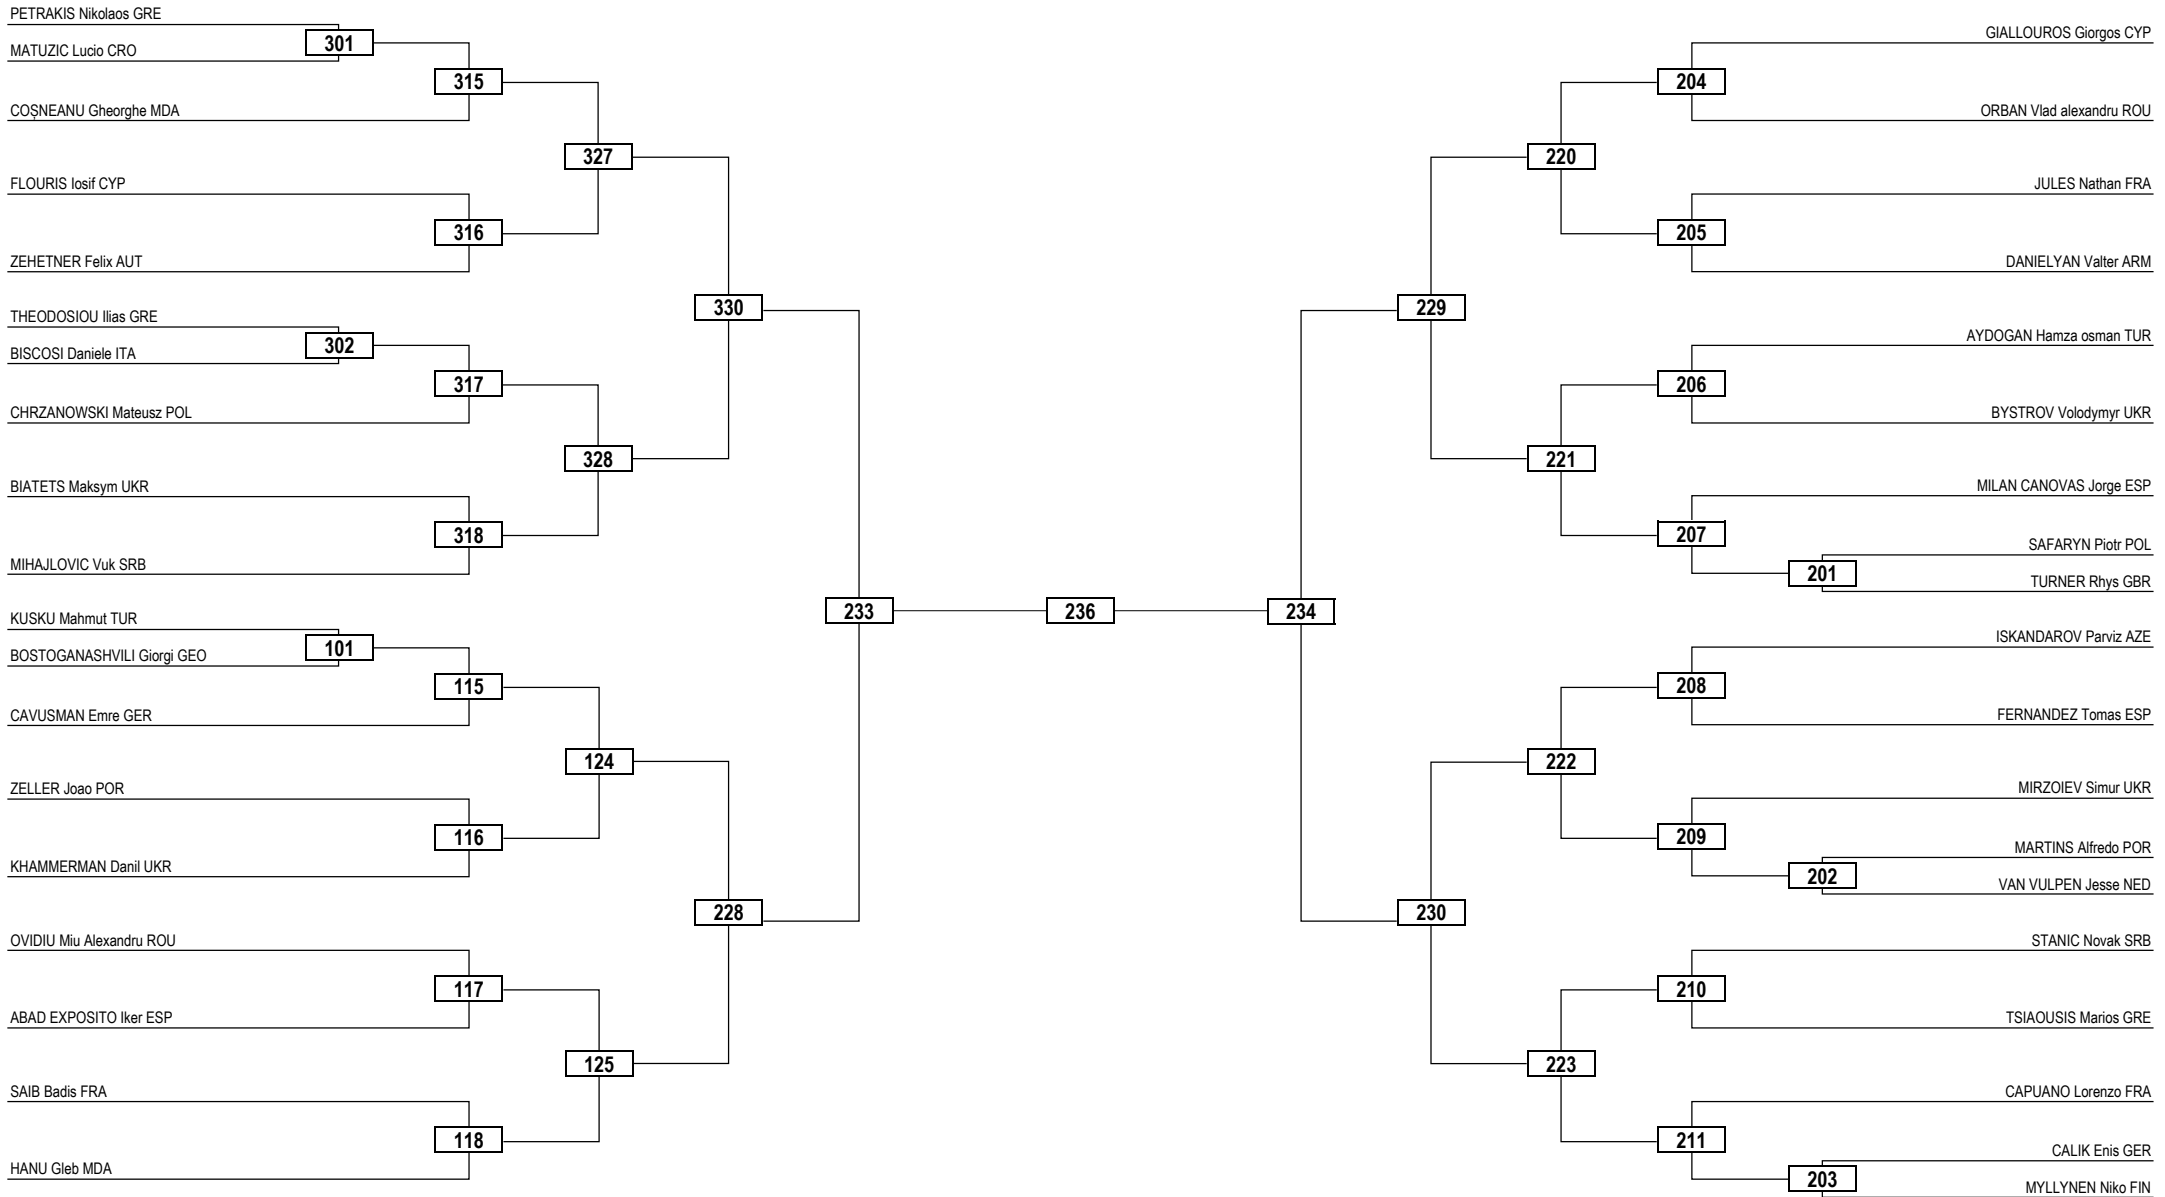 PETRAKIS Nikolaos GRE
301
MATUZIC Lucio CRO
315
COȘNEANU Gheorghe MDA
327
FLOURIS Iosif CYP
316
ZEHETNER Felix AUT
330
THEODOSIOU Ilias GRE
302
BISCOSI Daniele ITA
317
CHRZANOWSKI Mateusz POL
328
BIATETS Maksym UKR
318
MIHAJLOVIC Vuk SRB
233
KUSKU Mahmut TUR
101
BOSTOGANASHVILI Giorgi GEO
115
CAVUSMAN Emre GER
124
ZELLER Joao POR
116
KHAMMERMAN Danil UKR
228
OVIDIU Miu Alexandru ROU
117
ABAD EXPOSITO Iker ESP
125
SAIB Badis FRA
118
HANU Gleb MDA
236
234
GIALLOUROS Giorgos CYP
204
ORBAN Vlad alexandru ROU
220
JULES Nathan FRA
205
DANIELYAN Valter ARM
229
AYDOGAN Hamza osman TUR
206
BYSTROV Volodymyr UKR
221
MILAN CANOVAS Jorge ESP
207
SAFARYN Piotr POL
201
TURNER Rhys GBR
ISKANDAROV Parviz AZE
208
FERNANDEZ Tomas ESP
222
MIRZOIEV Simur UKR
209
MARTINS Alfredo POR
202
VAN VULPEN Jesse NED
230
STANIC Novak SRB
210
TSIAOUSIS Marios GRE
223
CAPUANO Lorenzo FRA
211
CALIK Enis GER
203
MYLLYNEN Niko FIN